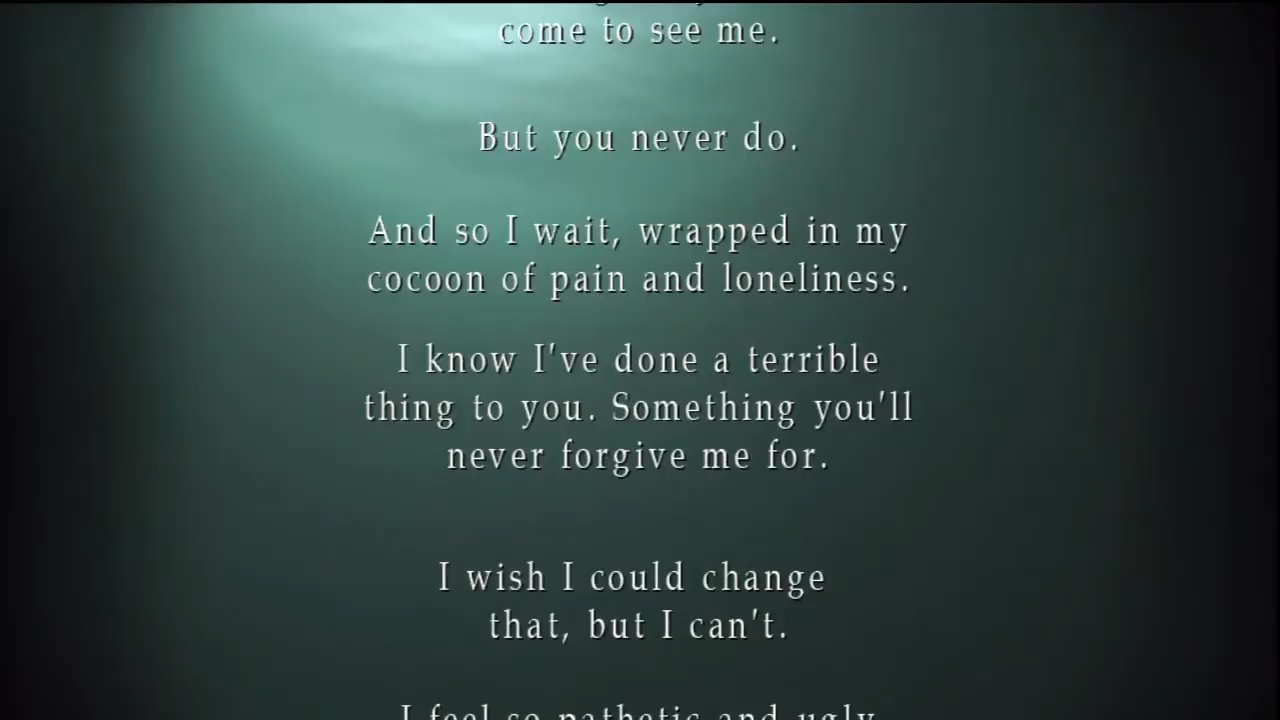 come to see me.
But you never do.
And so I wait, wrapped in my
cocoon of pain and loneliness.
I know I've done a terrible
thing to you. Something you'll
never forgive me for.
I wish I could change
that, but I can't.
I feel so pathetic and ugly